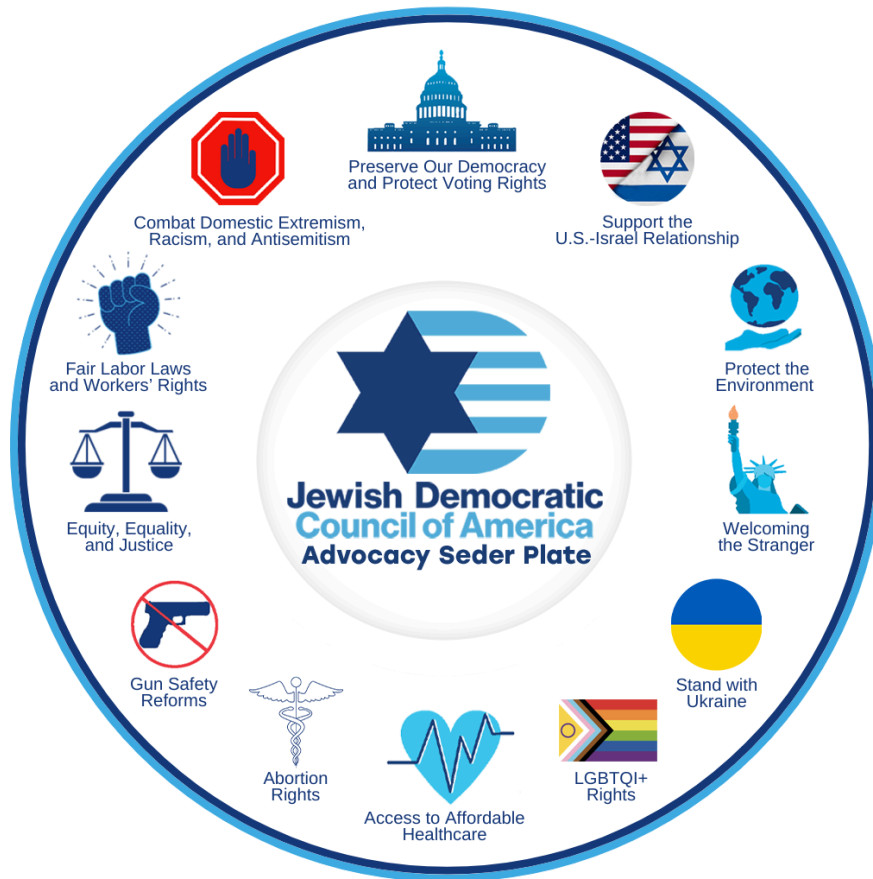 Preserve Our Democracy
and Protect Voting Rights
Support the
U.S.-Israel Relationship
Protect the
Environment
Welcoming
the Stranger
Stand with
Ukraine
LGBTQI+
Rights
Access to Affordable
Healthcare
Abortion
Rights
Gun Safety
Reforms
Equity, Equality,
and Justice
Fair Labor Laws
and Workers' Rights
Combat Domestic Extremism,
Racism, and Antisemitism
Jewish Democratic
Council of America
Advocacy Seder Plate